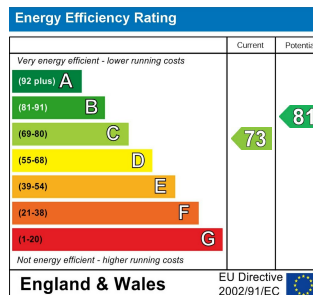 Energy Efficiency Rating
Current Potentia
Very energy efficient - lower running costs
(92 plus) A
(81-91) B
81
(69-80) C
73
(55-68) D
(39-54) E
(21-38) F
(1-20) G
Not energy efficient - higher running costs
England & Wales
EU Directive
2002/91/EC